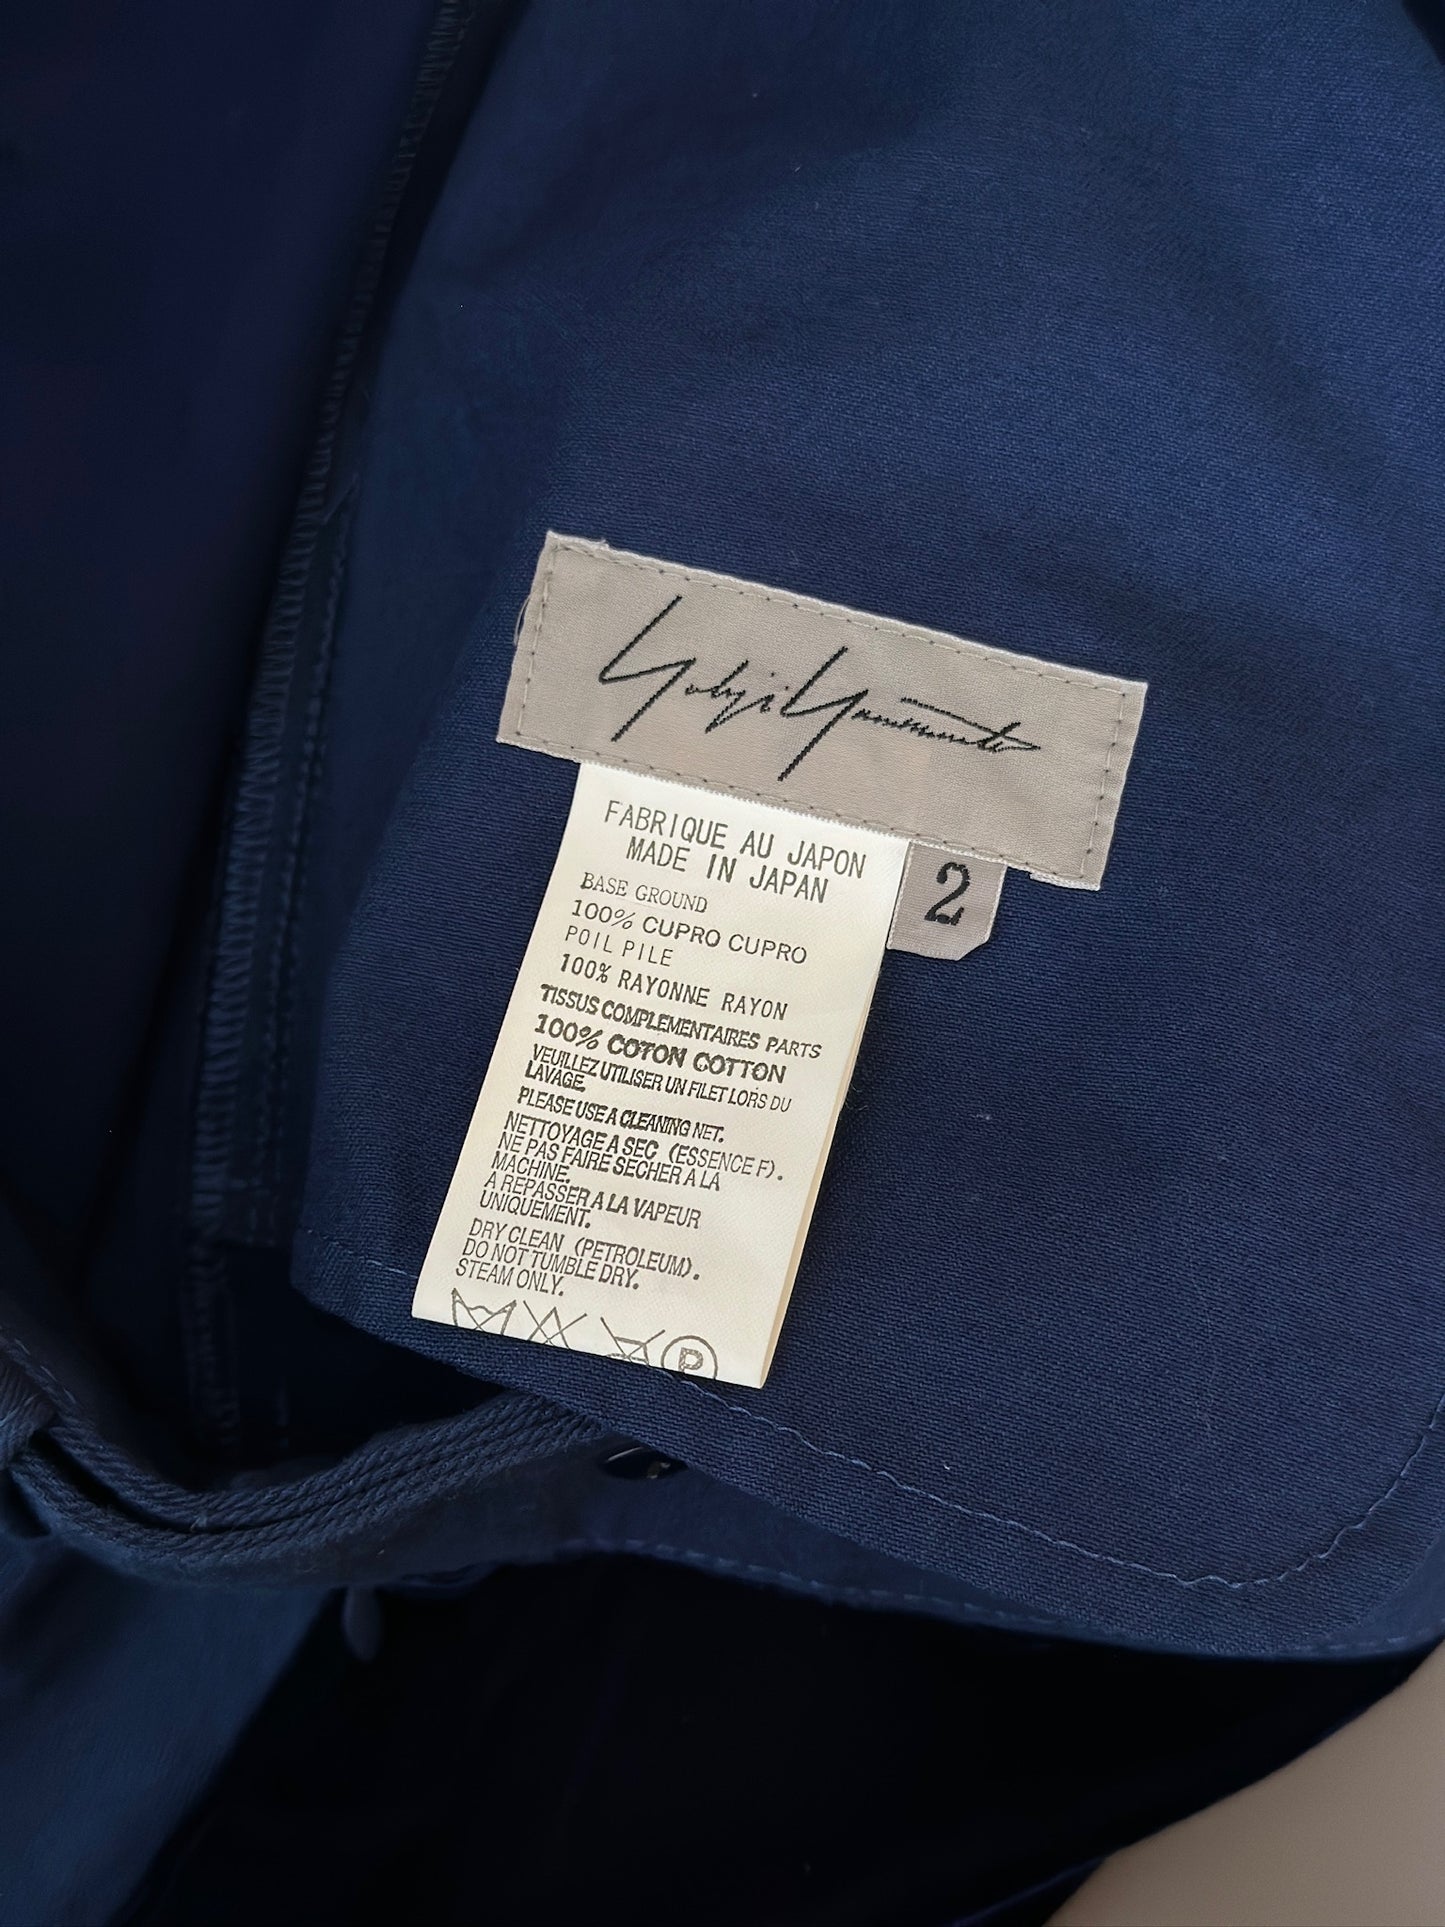 Yohji Yamamoto
2
FABRIQUE AU JAPON
MADE IN JAPAN
BASE GROUND
100% CUPRO CUPRO
POIL PILE
100% RAYONNE RAYON
TISSUS COMPLEMENTAIRES PARTS
100% COTON COTTON
VEUILLEZ UTILISER UN FILET LORS DU
LAVAGE.
PLEASE USE A CLEANING NET.
NETTOYAGE A SEC (ESSENCE F).
NE PAS FAIRE SECHER A LA
MACHINE.
A REPASSER A LA VAPEUR
UNIQUEMENT.
DRY CLEAN (PETROLEUM).
DO NOT TUMBLE DRY.
STEAM ONLY.
P